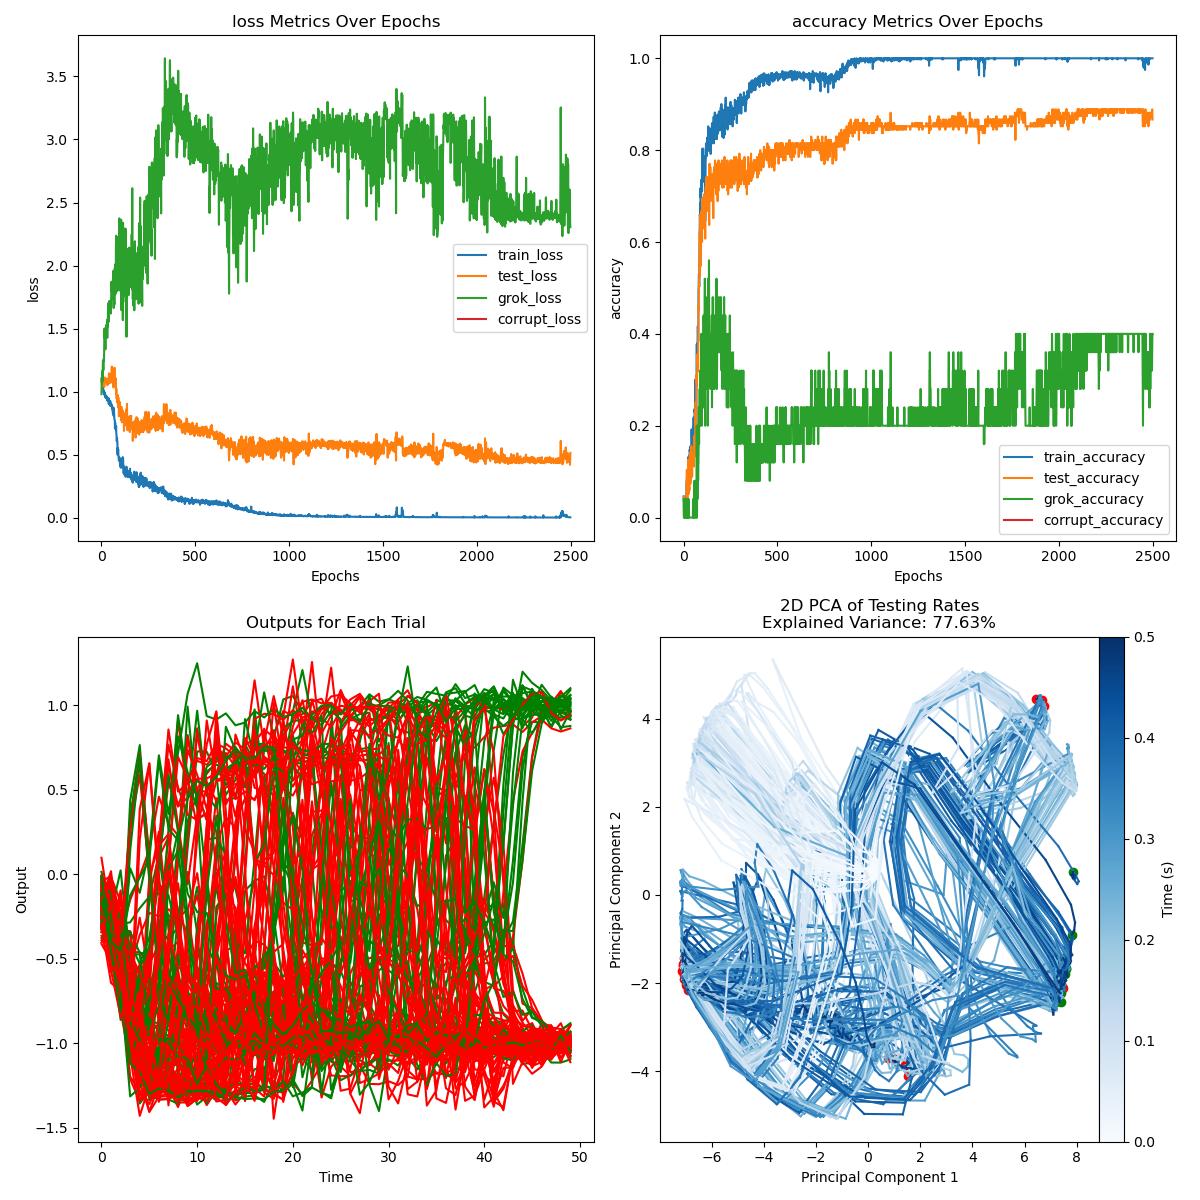 loss Metrics Over Epochs
3.5
3.0
2.5
2.0
1.5
1.0
0.5
0.0
loss
train_loss
test_loss
grok_loss
corrupt_loss
0 500 1000 1500 2000 2500
Epochs
accuracy Metrics Over Epochs
1.0
0.8
0.6
0.4
0.2
0.0
accuracy
train_accuracy
test_accuracy
grok_accuracy
corrupt_accuracy
0 500 1000 1500 2000 2500
Epochs
Outputs for Each Trial
1.0
0.5
0.0
−0.5
−1.0
−1.5
Output
0 10 20 30 40 50
Time
2D PCA of Testing Rates
Explained Variance: 77.63%
4
2
0
−2
−4
Principal Component 2
−6 −4 −2 0 2 4 6 8
Principal Component 1
0.5
0.4
0.3
0.2
0.1
0.0
Time (s)